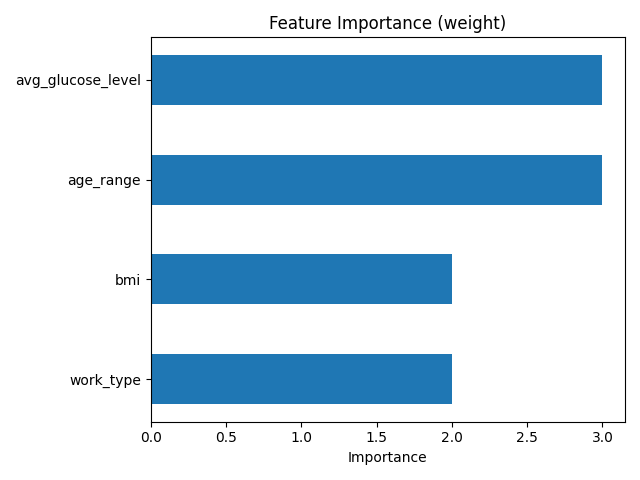 Feature Importance (weight)
avg_glucose_level
age_range
bmi
work_type
0.0 0.5 1.0 1.5 2.0 2.5 3.0
Importance